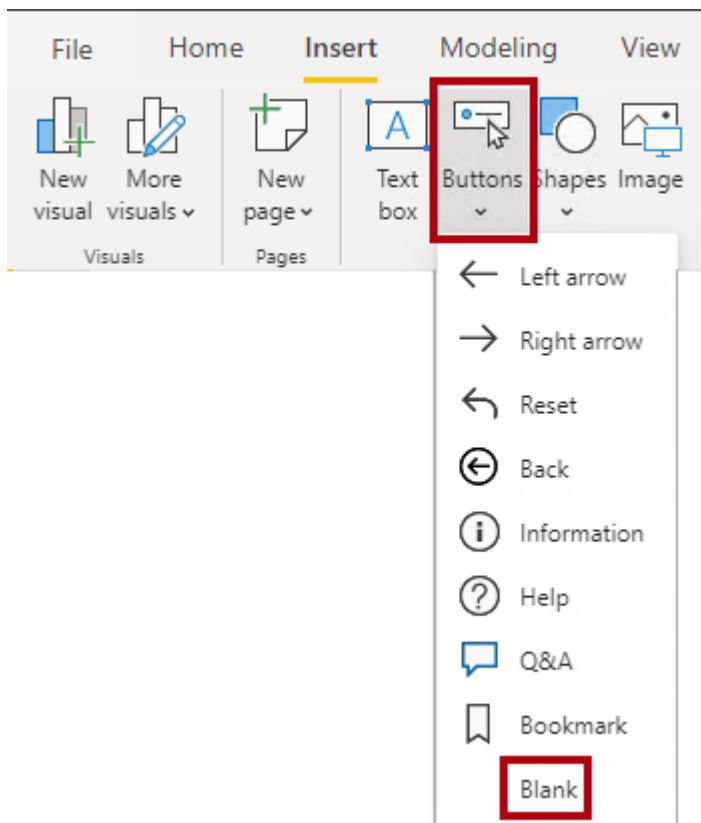 File Home Insert Modeling View
New visual More visuals New page Text box Buttons Shapes Image
Visuals Pages
Left arrow
Right arrow
Reset
Back
Information
Help
Q&A
Bookmark
Blank